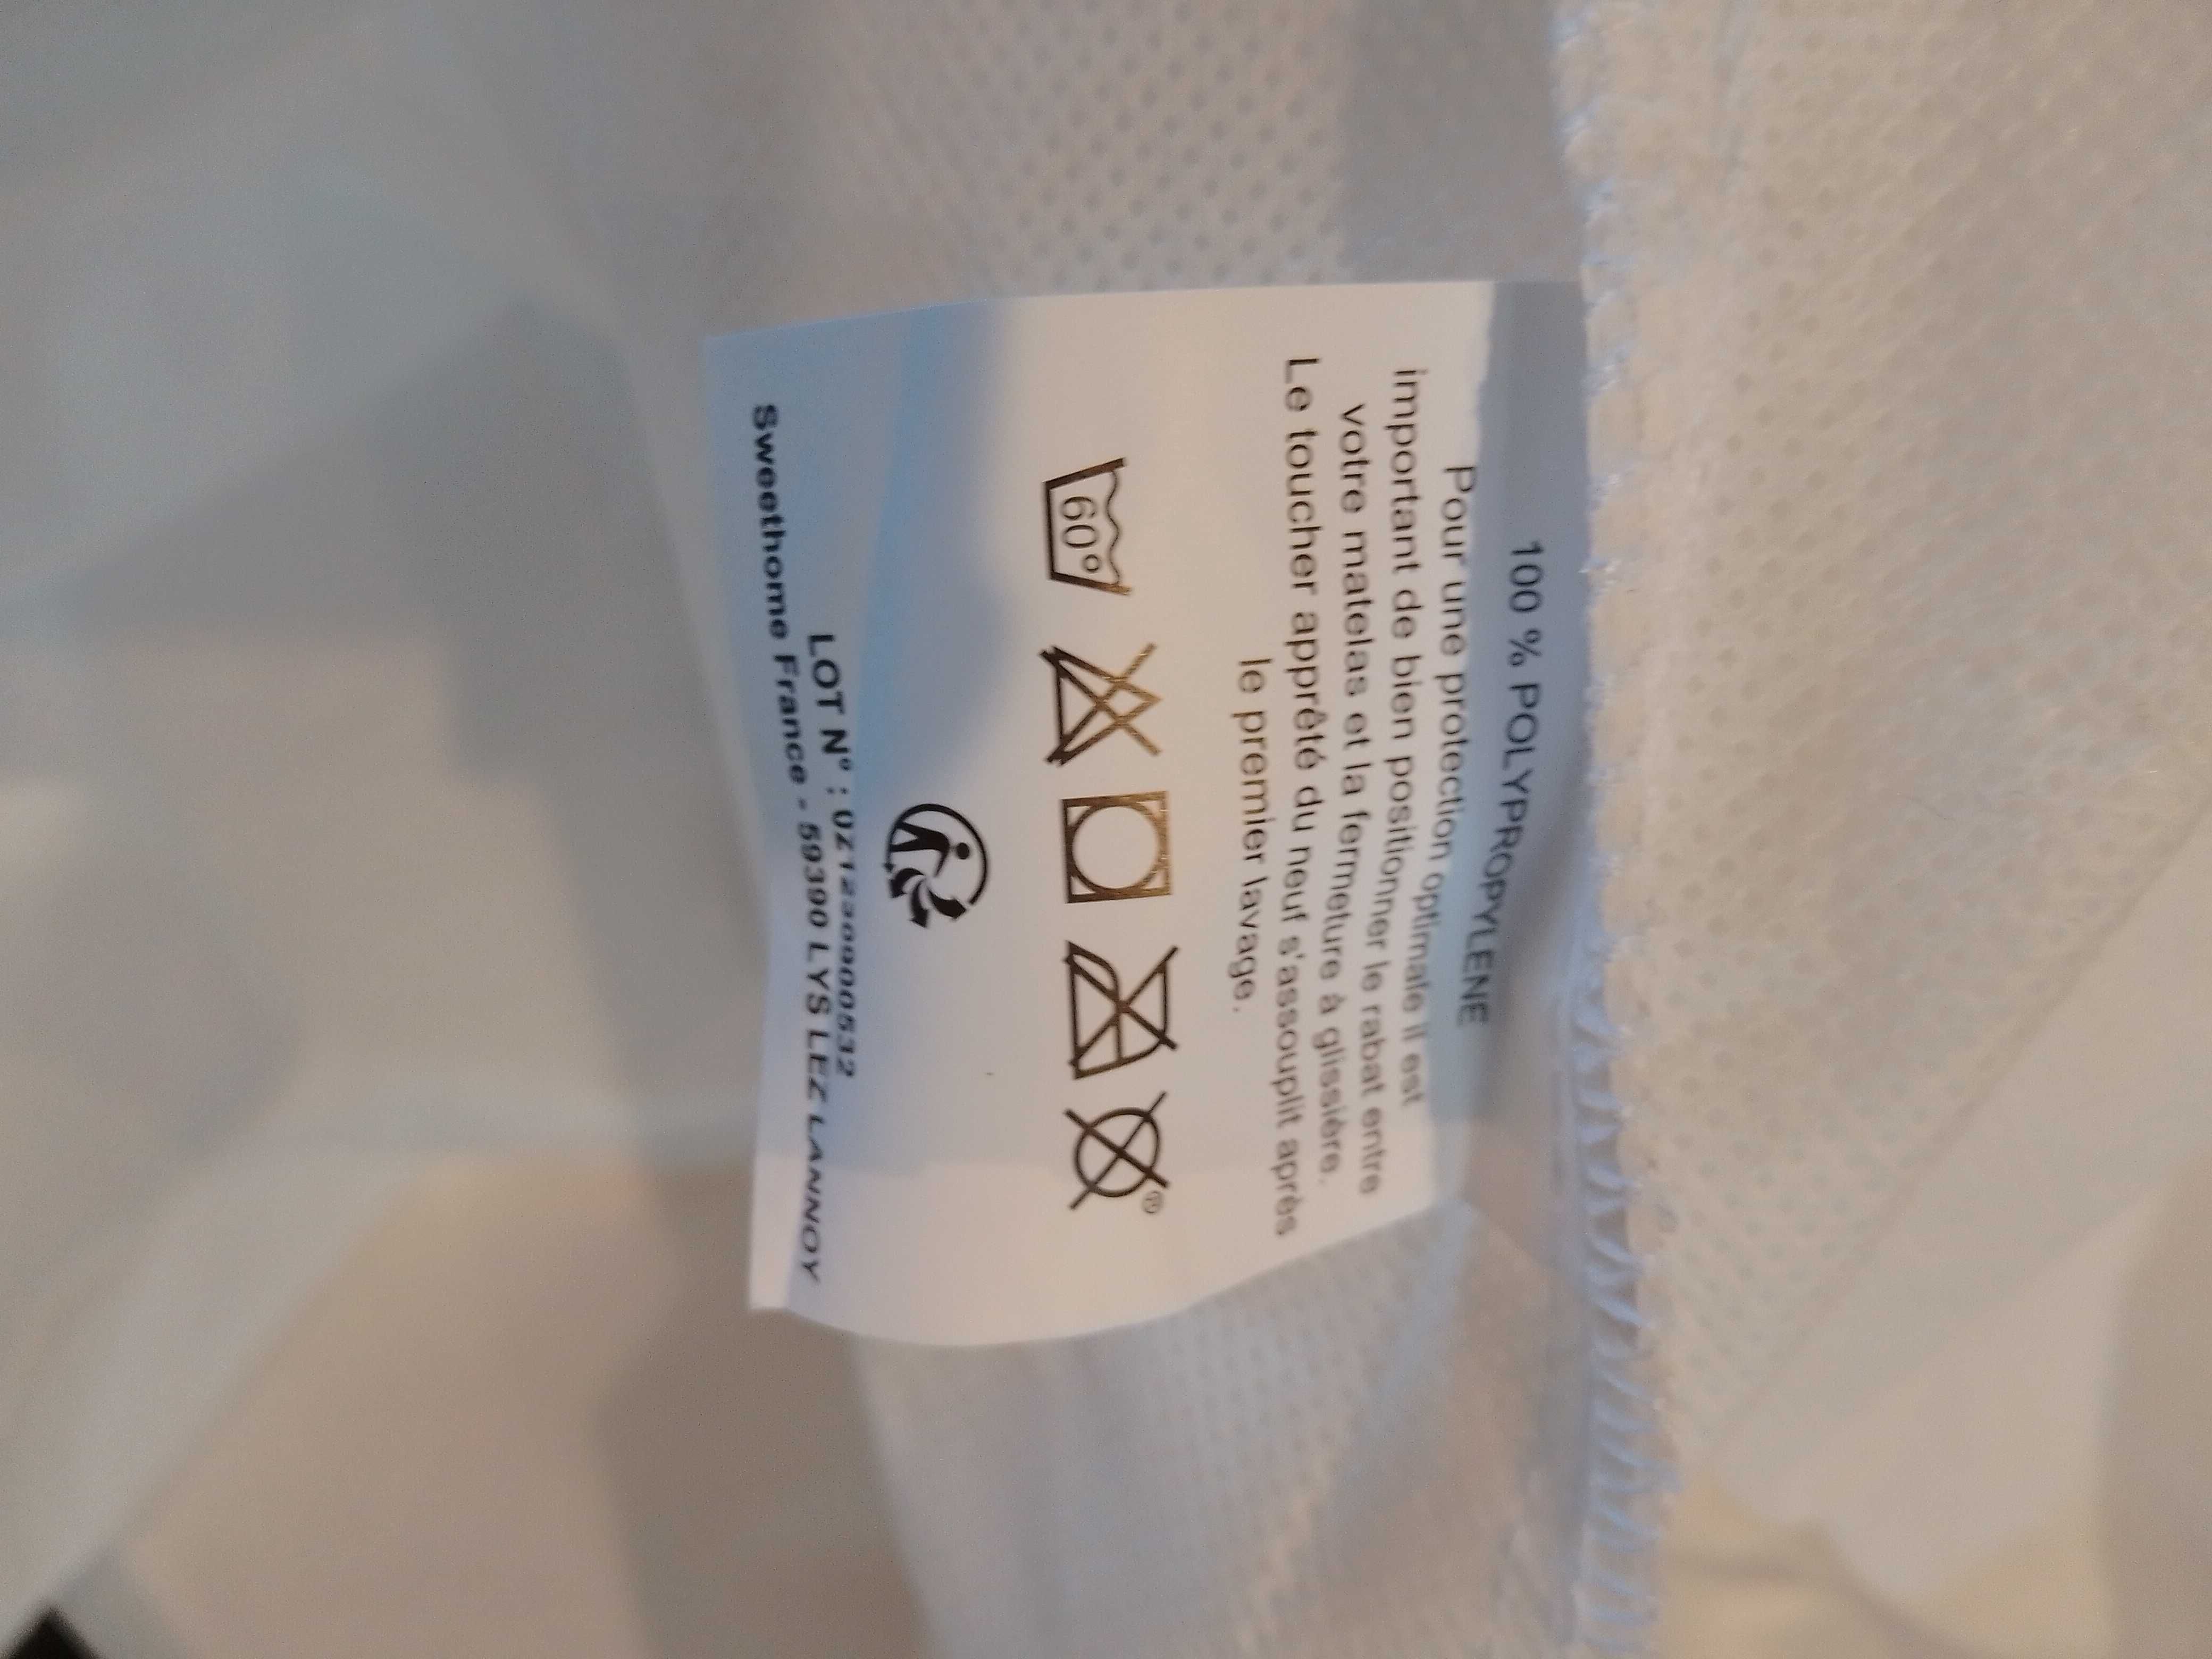 100 % POLYPROPYLENE
Pour une protection optimale il est
important de bien positionner le rabat entre
votre matelas et la fermeture à glissière.
Le toucher apprêté du neuf s'assouplit après
le premier lavage.
60°
®
LOT N° :
Sweethome France - 59390 LYS LEZ LANNOY